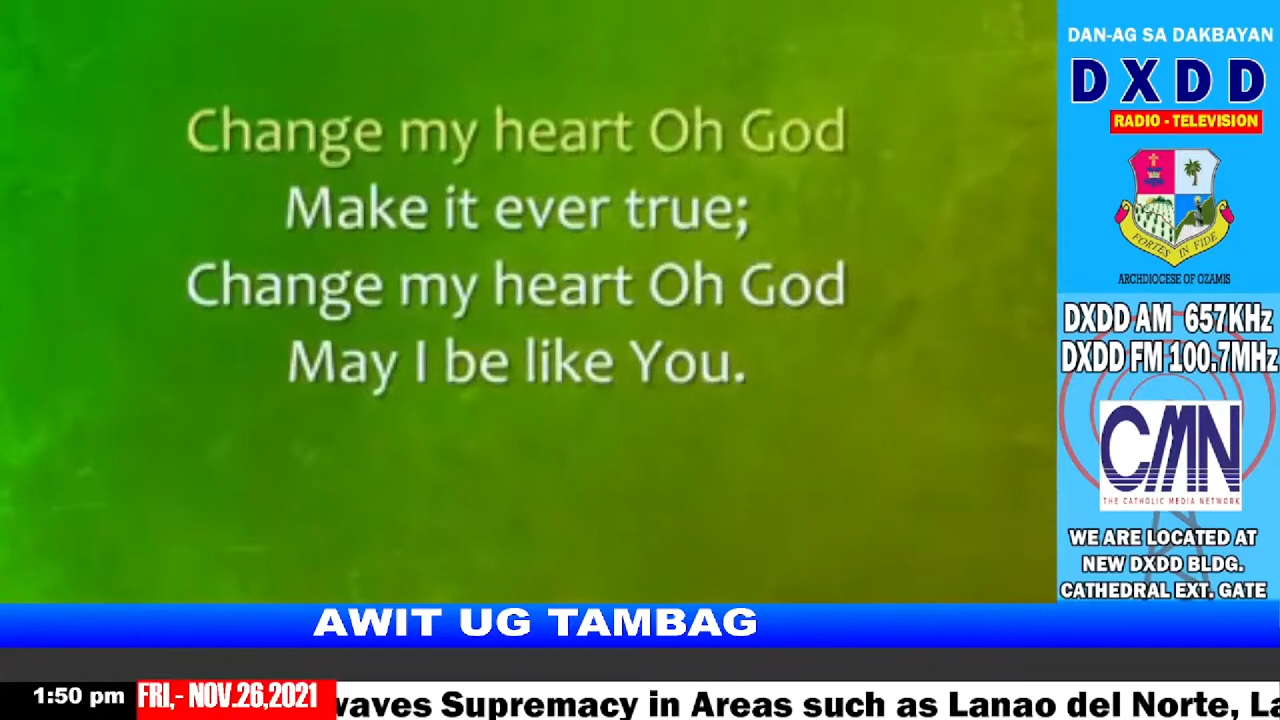 Change my heart Oh God
Make it ever true;
Change my heart Oh God
May I be like You.
DAN-AG SA DAKBAYAN
DXDD
RADIO - TELEVISION
FORTES IN FIDE
ARCHDIOCESE OF OZAMIS
DXDD AM 657KHz
DXDD FM 100.7MHz
CMN
THE CATHOLIC MEDIA NETWORK
WE ARE LOCATED AT
NEW DXDD BLDG.
CATHEDRAL EXT. GATE
AWIT UG TAMBAG
1:50 pm FRI,- NOV.26,2021 waves Supremacy in Areas such as Lanao del Norte, La